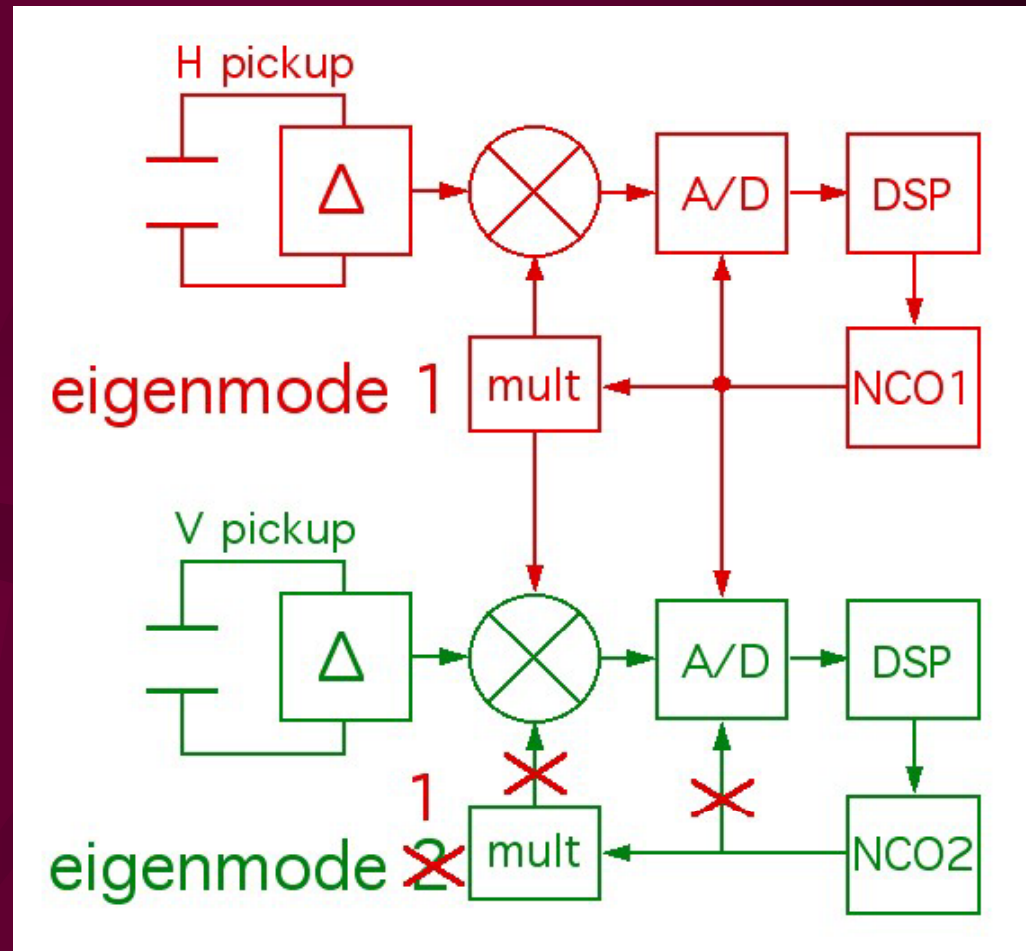 H pickup
Δ
A/D
DSP
eigenmode 1
mult
NCO1
V pickup
Δ
A/D
DSP
1
eigenmode 2
mult
NCO2